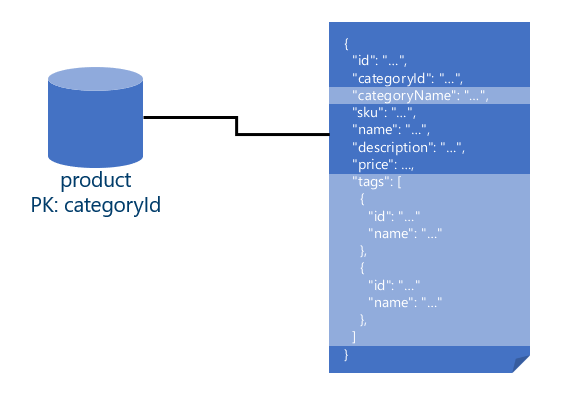 product
PK: categoryId
{
"id": "...",
"categoryId": "...",
"categoryName": "...",
"sku": "...",
"name": "...",
"description": "...",
"price": ...,
"tags": [
{
"id": "..."
"name": "..."
},
{
"id": "..."
"name": "..."
},
]
}